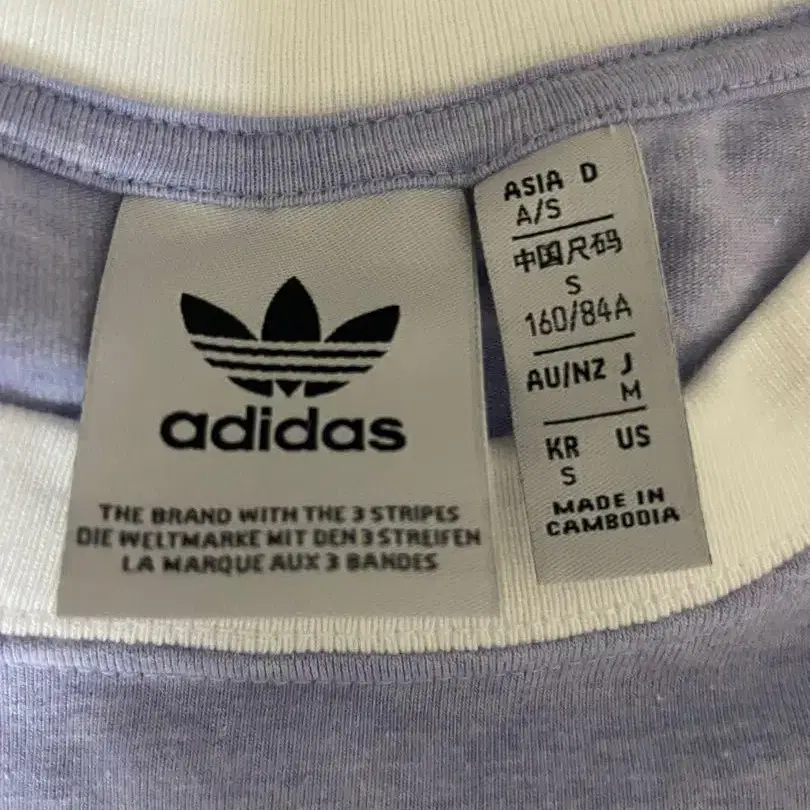 adidas
THE BRAND WITH THE 3 STRIPES
DIE WELTMARKE MIT DEN 3 STREIFEN
LA MARQUE AUX 3 BANDES
ASIA D
A/S
中国尺码
S
160/84A
AU/NZ J
M
KR US
S
MADE IN
CAMBODIA